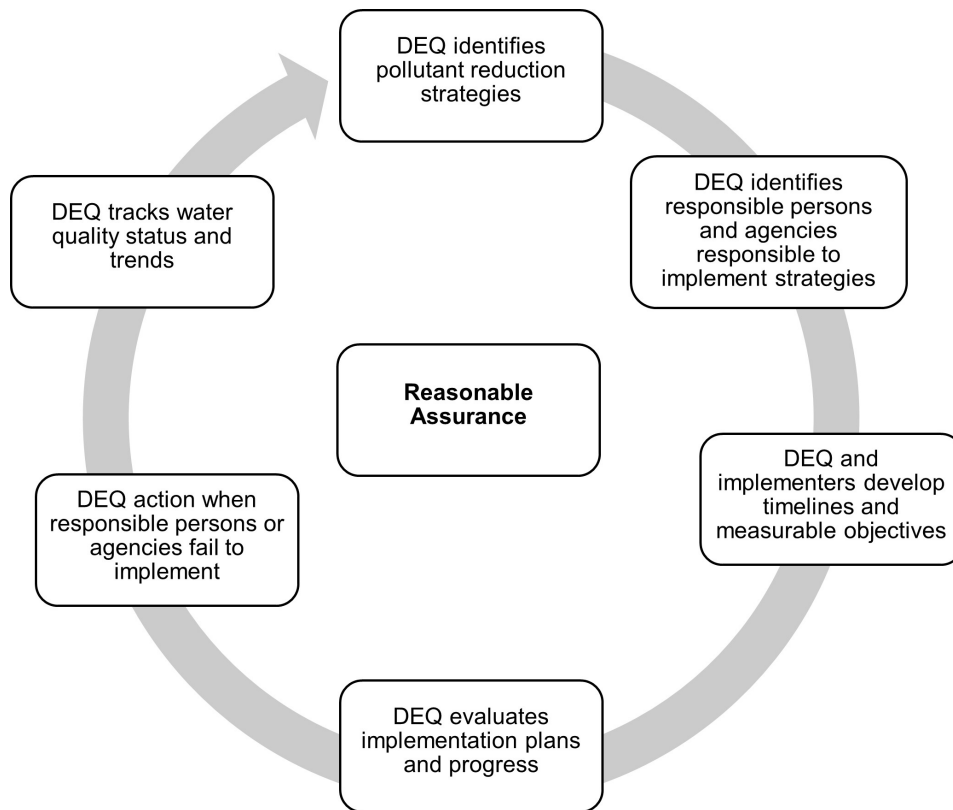 DEQ identifies
pollutant reduction
strategies
DEQ identifies
responsible persons
and agencies
responsible to
implement strategies
DEQ and
implementers develop
timelines and
measurable objectives
DEQ evaluates
implementation plans
and progress
DEQ action when
responsible persons or
agencies fail to
implement
DEQ tracks water
quality status and
trends
Reasonable
Assurance